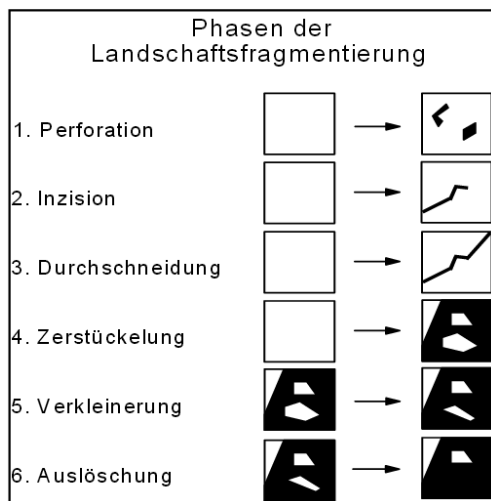 Phasen der
Landschaftsfragmentierung
1. Perforation
2. Inzision
3. Durchschneidung
4. Zerstückelung
5. Verkleinerung
6. Auslöschung